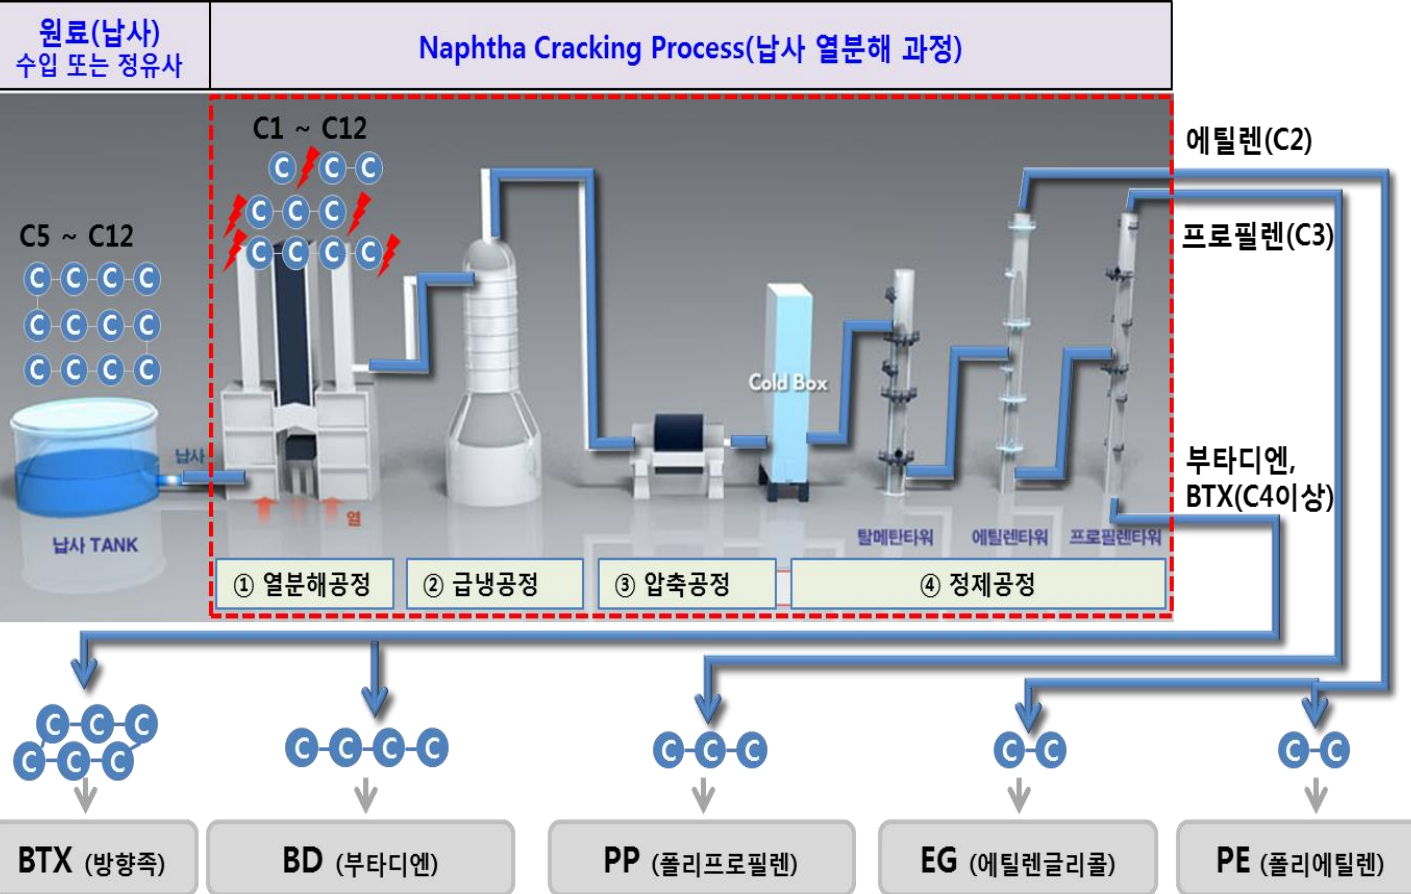 원료(납사)
수입 또는 정유사
Naphtha Cracking Process(납사 열분해 과정)
C1 ~ C12
C C C
C C C
C C C C
C5 ~ C12
C C C C
C C C C
C C C C
에틸렌(C2)
프로필렌(C3)
부타디엔,
BTX(C4이상)
Cold Box
납사
열
납사 TANK
탈메탄타워
에틸렌타워
프로필렌타워
① 열분해공정
② 급냉공정
③ 압축공정
④ 정제공정
C C C
C C C
C C C C
C C C
C C
C C
BTX (방향족)
BD (부타디엔)
PP (폴리프로필렌)
EG (에틸렌글리콜)
PE (폴리에틸렌)